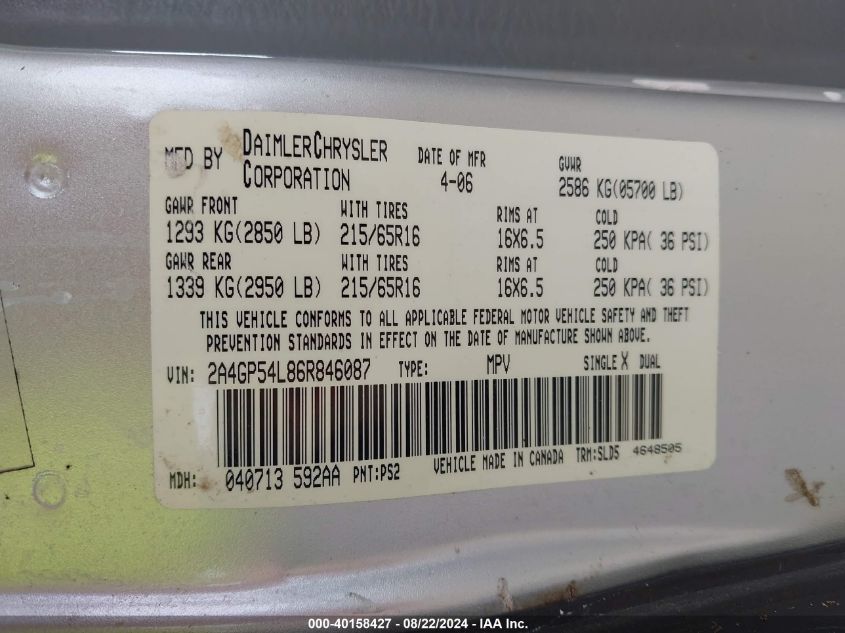 MFD BY DAIMLERCHRYSLER CORPORATION DATE OF MFR 4-06 GVWR 2586 KG(05700 LB)
GAWR FRONT WITH TIRES RIMS AT COLD
1293 KG(2850 LB) 215/65R16 16X6.5 250 KPA( 36 PSI)
GAWR REAR WITH TIRES RIMS AT COLD
1339 KG(2950 LB) 215/65R16 16X6.5 250 KPA( 36 PSI)
THIS VEHICLE CONFORMS TO ALL APPLICABLE FEDERAL MOTOR VEHICLE SAFETY AND THEFT
PREVENTION STANDARDS IN EFFECT ON THE DATE OF MANUFACTURE SHOWN ABOVE.
VIN: 2A4GP54L86R846087 TYPE: MPV SINGLE X DUAL
MDH: 040713 592AA PNT:PS2 VEHICLE MADE IN CANADA TRM:SLD5 4648505
000-40158427 - 08/22/2024 - IAA Inc.